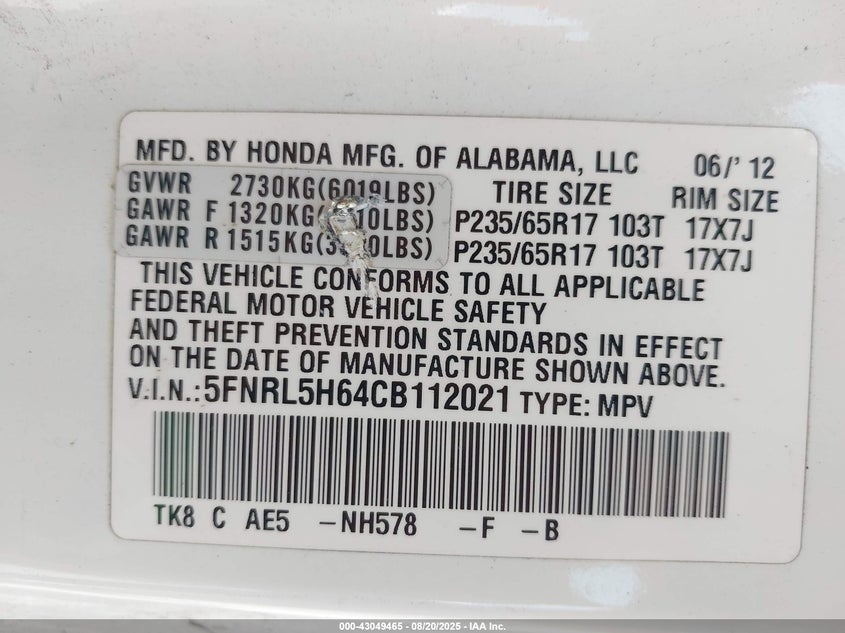 MFD. BY HONDA MFG. OF ALABAMA, LLC 06/' 12
GVWR 2730KG(6019LBS) TIRE SIZE RIM SIZE
GAWR F 1320KG( 10LBS) P235/65R17 103T 17X7J
GAWR R 1515KG(3 0LBS) P235/65R17 103T 17X7J
THIS VEHICLE CONFORMS TO ALL APPLICABLE
FEDERAL MOTOR VEHICLE SAFETY
AND THEFT PREVENTION STANDARDS IN EFFECT
ON THE DATE OF MANUFACTURE SHOWN ABOVE.
V.I.N.:5FNRL5H64CB112021 TYPE: MPV
TK8 C AE5 -NH578 -F -B
000-43049465 - 08/20/2025 - IAA Inc.